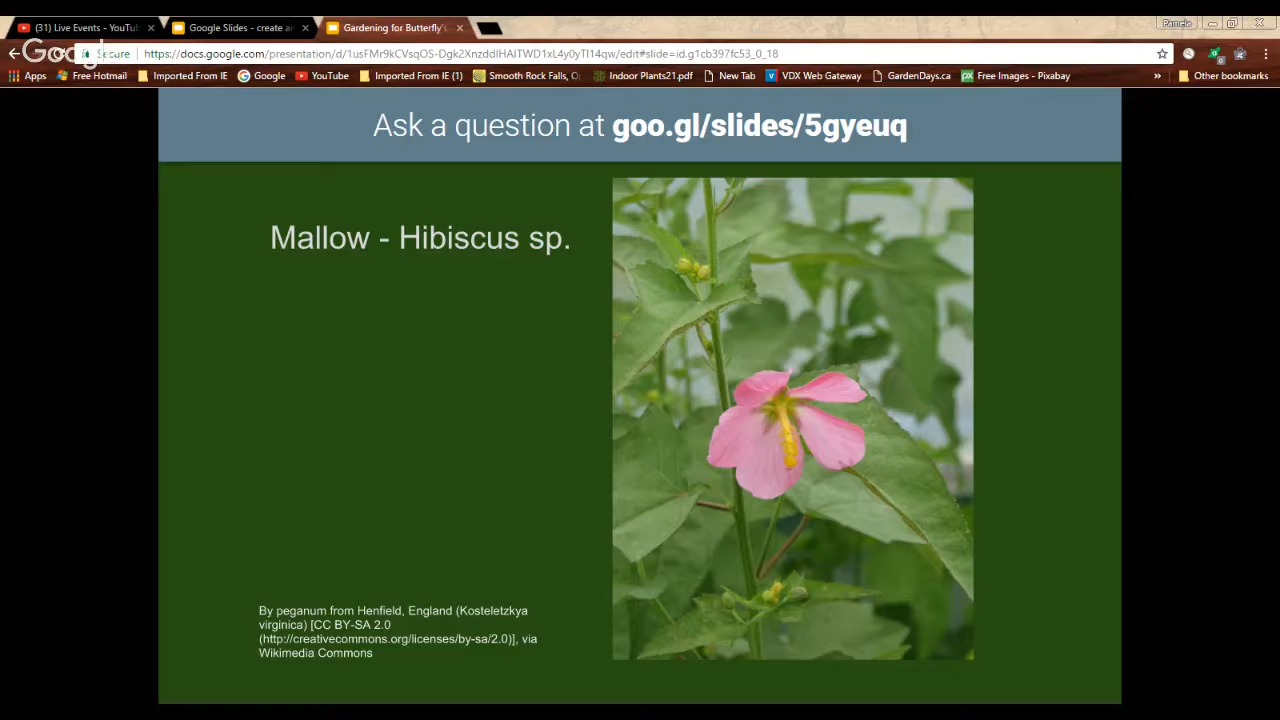 (31) Live Events - YouTu
Google Slides - create an
Gardening for Butterfly's
Pamela
Google
Secure
https://docs.google.com/presentation/d/1usFMr9kCVsqOS-Dgk2XnzddIHAITWD1xL4y0yTI14qw/edit#slide=id.g1cb397fc53_0_18
Apps Free Hotmail Imported From IE Google YouTube Imported From IE (1) Smooth Rock Falls, O Indoor Plants21.pdf New Tab VDX Web Gateway GardenDays.ca Free Images - Pixabay » Other bookmarks
Ask a question at goo.gl/slides/5gyeuq
Mallow - Hibiscus sp.
By peganum from Henfield, England (Kosteletzkya
virginica) [CC BY-SA 2.0
(http://creativecommons.org/licenses/by-sa/2.0)], via
Wikimedia Commons